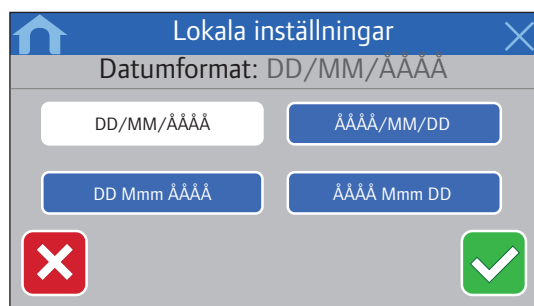 Lokala inställningar
Datumformat: DD/MM/ÅÅÅÅ
DD/MM/ÅÅÅÅ
ÅÅÅÅ/MM/DD
DD Mmm ÅÅÅÅ
ÅÅÅÅ Mmm DD